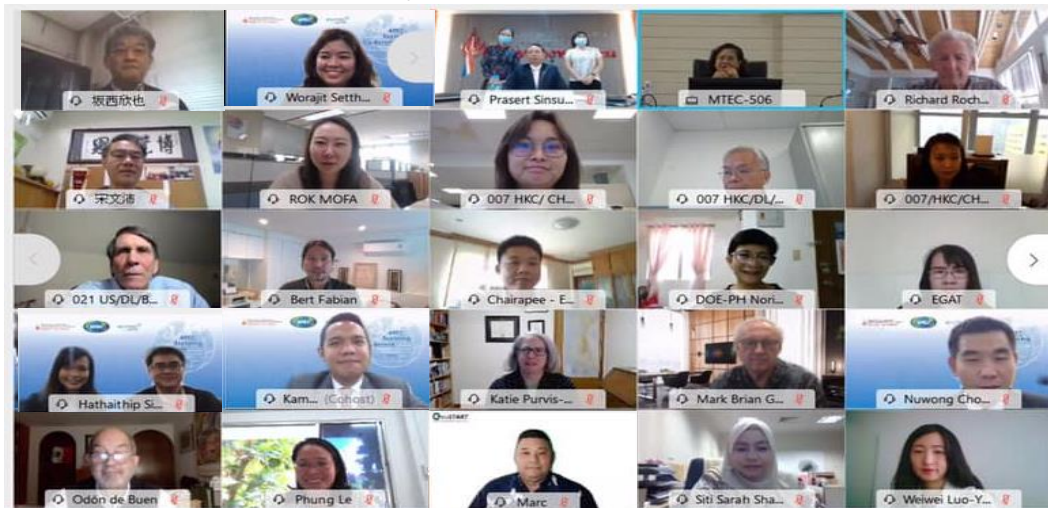 坂西欣也
Worajit Setth...
Prasert Sinsu...
MTEC-506
Richard Roch...
宋文沛
ROK MOFA
007 HKC/ CH...
007 HKC/DL/...
007/HKC/CH...
021 US/DL/B...
Bert Fabian
Chairapee - E...
DOE-PH Nori...
EGAT
Hathaithip Si...
Kam... (Cohost)
Katie Purvis-...
Mark Brian G...
Nuwong Cho...
Odón de Buen
Phung Le
Marc
Siti Sarah Sha...
Weiwei Luo-Y...